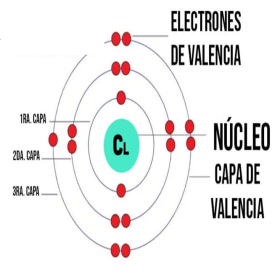 ELECTRONES
DE VALENCIA
1RA. CAPA
CL
NÚCLEO
2DA. CAPA
CAPA DE
VALENCIA
3RA. CAPA